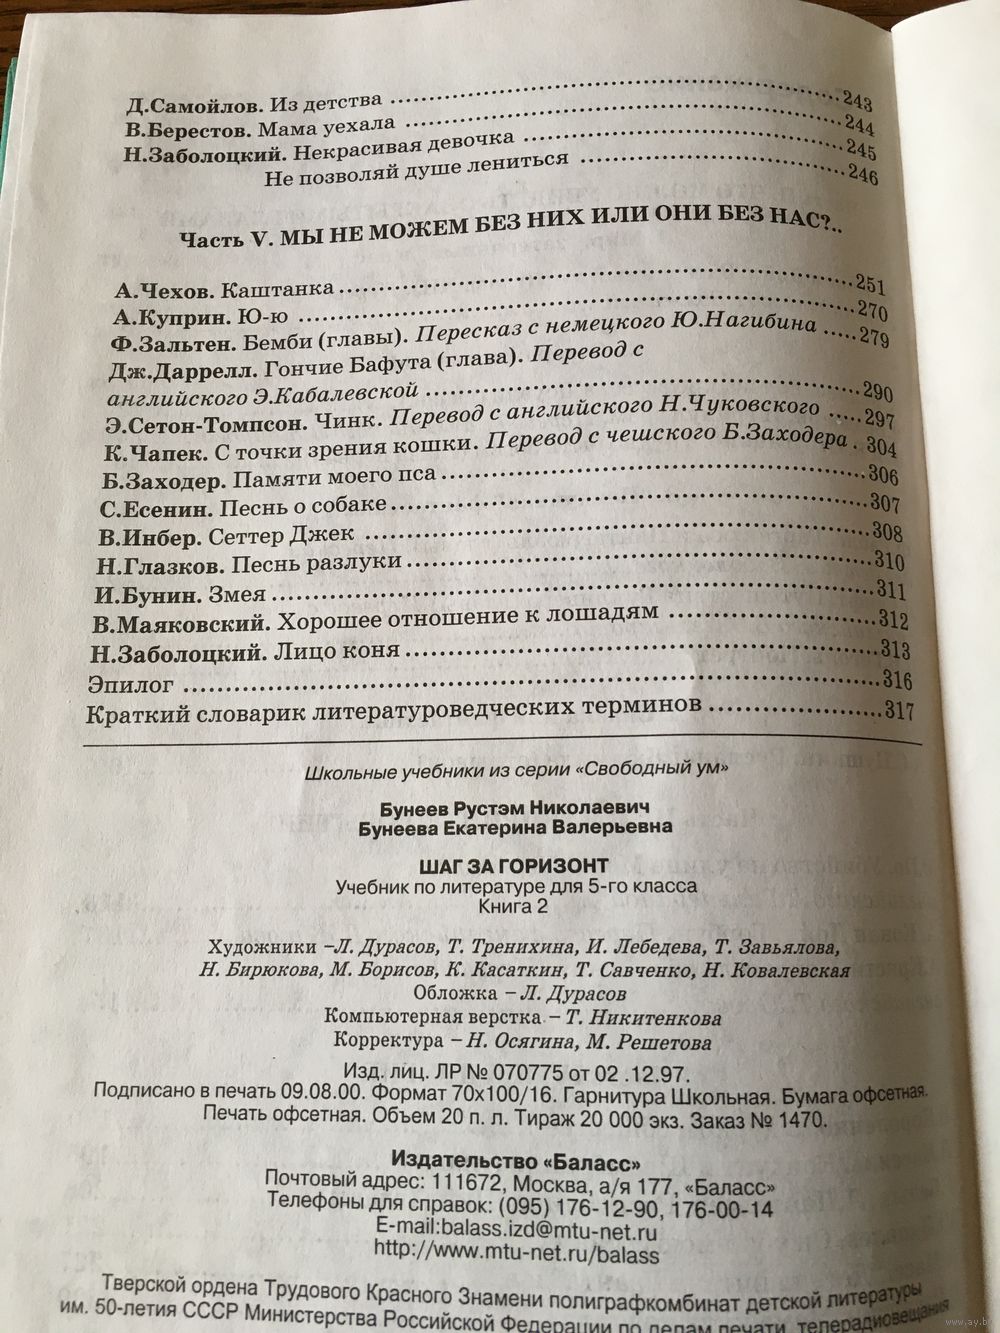 Д.Самойлов. Из детства ........ 243
В.Берестов. Мама уехала ........ 244
Н.Заболоцкий. Некрасивая девочка ........ 245
Не позволяй душе лениться ........ 246
Часть V. МЫ НЕ МОЖЕМ БЕЗ НИХ ИЛИ ОНИ БЕЗ НАС?..
А.Чехов. Каштанка ........ 251
А.Куприн. Ю-ю ........ 270
Ф.Зальтен. Бемби (главы). Пересказ с немецкого Ю.Нагибина ..... 279
Дж.Даррелл. Гончие Бафута (глава). Перевод с
английского Э.Кабалевской ........ 290
Э.Сетон-Томпсон. Чинк. Перевод с английского Н.Чуковского ..... 297
К.Чапек. С точки зрения кошки. Перевод с чешского Б.Заходера . 304
Б.Заходер. Памяти моего пса ........ 306
С.Есенин. Песнь о собаке ........ 307
В.Инбер. Сеттер Джек ........ 308
Н.Глазков. Песнь разлуки ........ 310
И.Бунин. Змея ........ 311
В.Маяковский. Хорошее отношение к лошадям ........ 312
Н.Заболоцкий. Лицо коня ........ 313
Эпилог ........ 316
Краткий словарик литературоведческих терминов ........ 317
Школьные учебники из серии «Свободный ум»
Бунеев Рустэм Николаевич
Бунеева Екатерина Валерьевна
ШАГ ЗА ГОРИЗОНТ
Учебник по литературе для 5-го класса
Книга 2
Художники –Л. Дурасов, Т. Тренихина, И. Лебедева, Т. Завьялова,
Н. Бирюкова, М. Борисов, К. Касаткин, Т. Савченко, Н. Ковалевская
Обложка – Л. Дурасов
Компьютерная верстка – Т. Никитенкова
Корректура – Н. Осягина, М. Решетова
Изд. лиц. ЛР № 070775 от 02 .12.97.
Подписано в печать 09.08.00. Формат 70х100/16. Гарнитура Школьная. Бумага офсетная.
Печать офсетная. Объем 20 п. л. Тираж 20 000 экз. Заказ № 1470.
Издательство «Баласс»
Почтовый адрес: 111672, Москва, а/я 177, «Баласс»
Телефоны для справок: (095) 176-12-90, 176-00-14
E-mail:balass.izd@mtu-net.ru
http://www.mtu-net.ru/balass
Тверской ордена Трудового Красного Знамени полиграфкомбинат детской литературы
им. 50-летия СССР Министерства Российской Федерации по делам печати, телерадиовещания